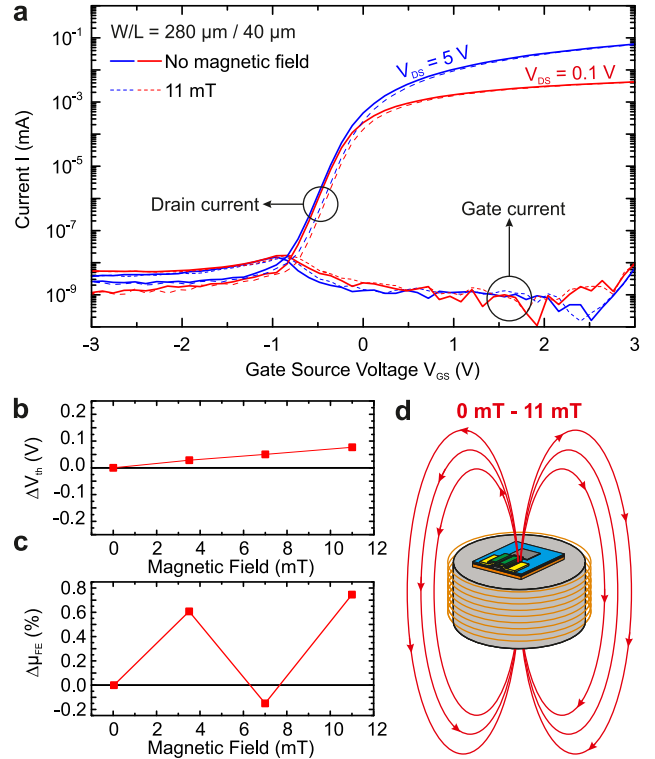 a
W/L = 280 µm / 40 µm
No magnetic field
11 mT
V_DS = 5 V
V_DS = 0.1 V
Drain current
Gate current
Current I (mA)
10^-1
10^-3
10^-5
10^-7
10^-9
-3 -2 -1 0 1 2 3
Gate Source Voltage V_GS (V)
b
ΔV_th (V)
0.2
0.1
0.0
-0.1
-0.2
0 2 4 6 8 10 12
Magnetic Field (mT)
c
Δµ_FE (%)
0.8
0.6
0.4
0.2
0.0
-0.2
0 2 4 6 8 10 12
Magnetic Field (mT)
d
0 mT - 11 mT